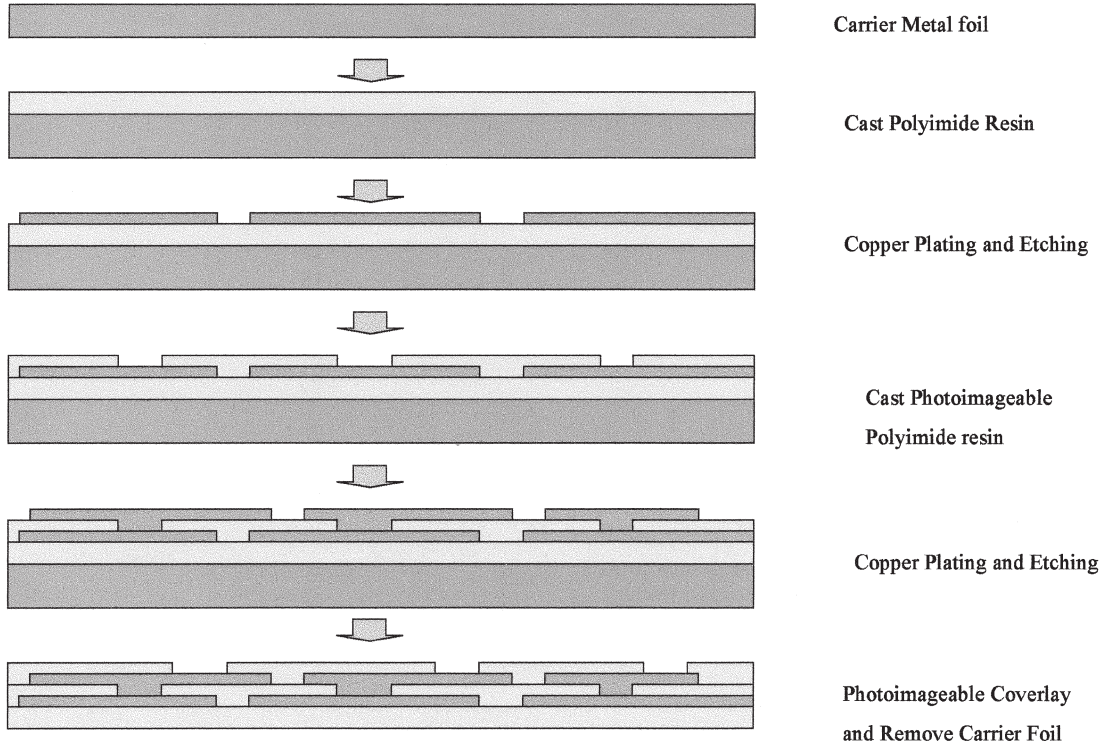 Carrier Metal foil
Cast Polyimide Resin
Copper Plating and Etching
Cast Photoimageable
Polyimide resin
Copper Plating and Etching
Photoimageable Coverlay
and Remove Carrier Foil